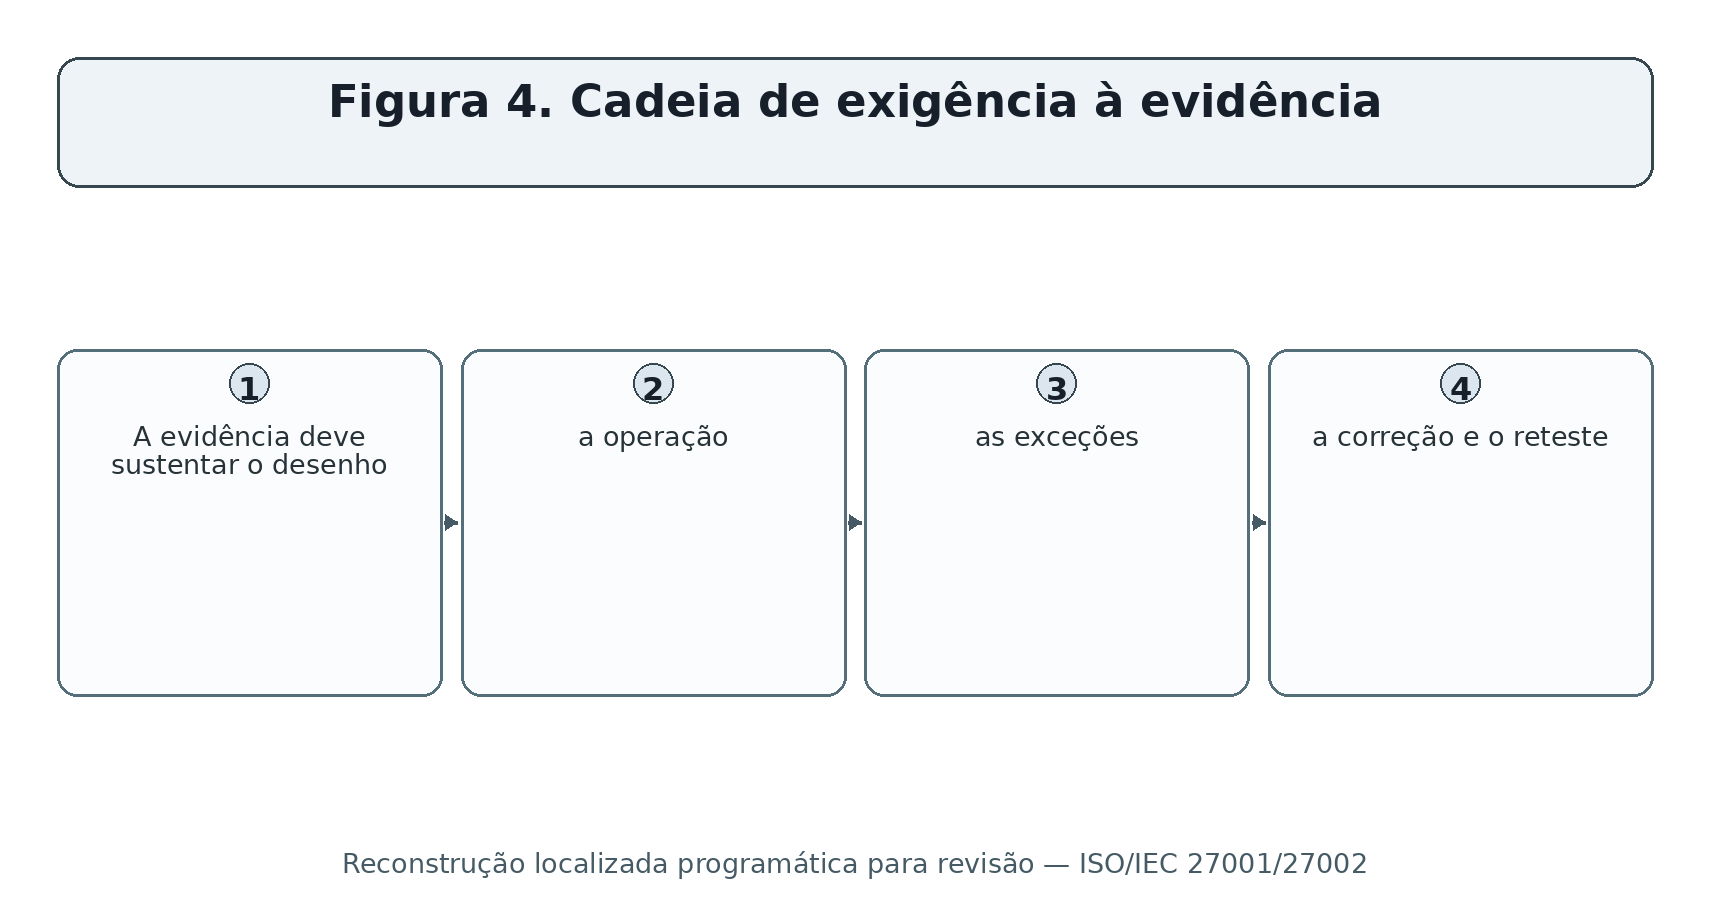 Figura 4. Cadeia de exigência à evidência
1
A evidência deve
sustentar o desenho
2
a operação
3
as exceções
4
a correção e o reteste
Reconstrução localizada programática para revisão — ISO/IEC 27001/27002